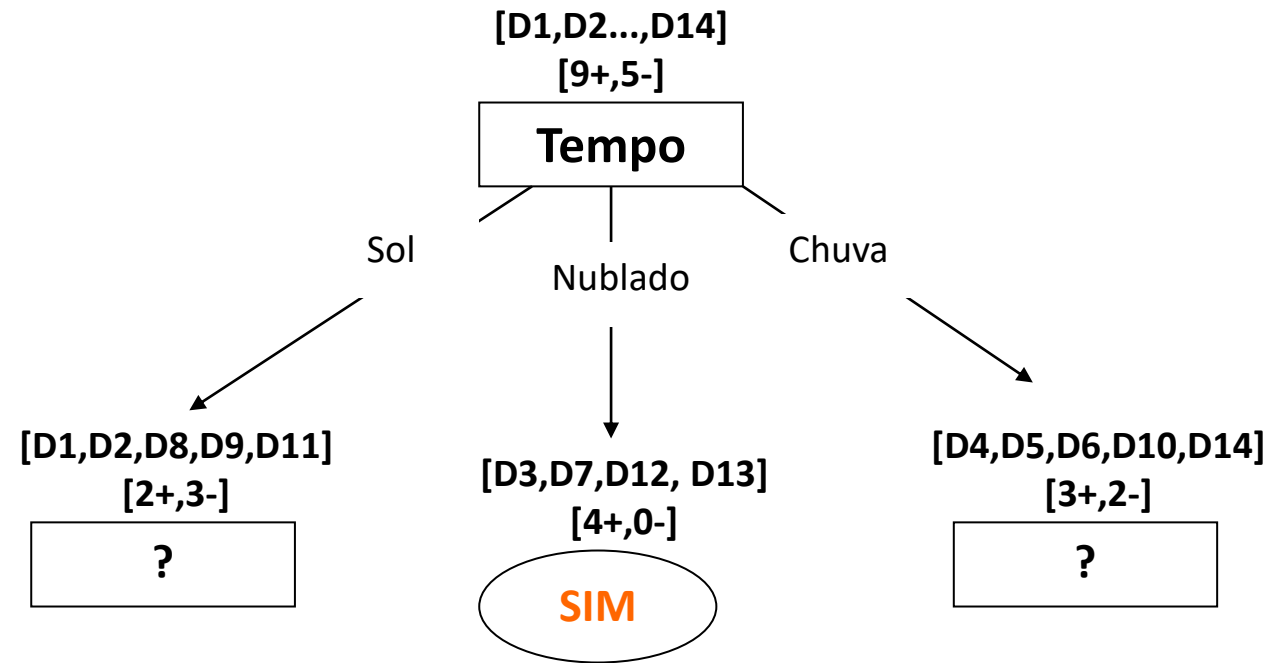 [D1,D2...,D14]
[9+,5-]
Tempo
Sol
Nublado
Chuva
[D1,D2,D8,D9,D11]
[2+,3-]
?
[D3,D7,D12, D13]
[4+,0-]
SIM
[D4,D5,D6,D10,D14]
[3+,2-]
?